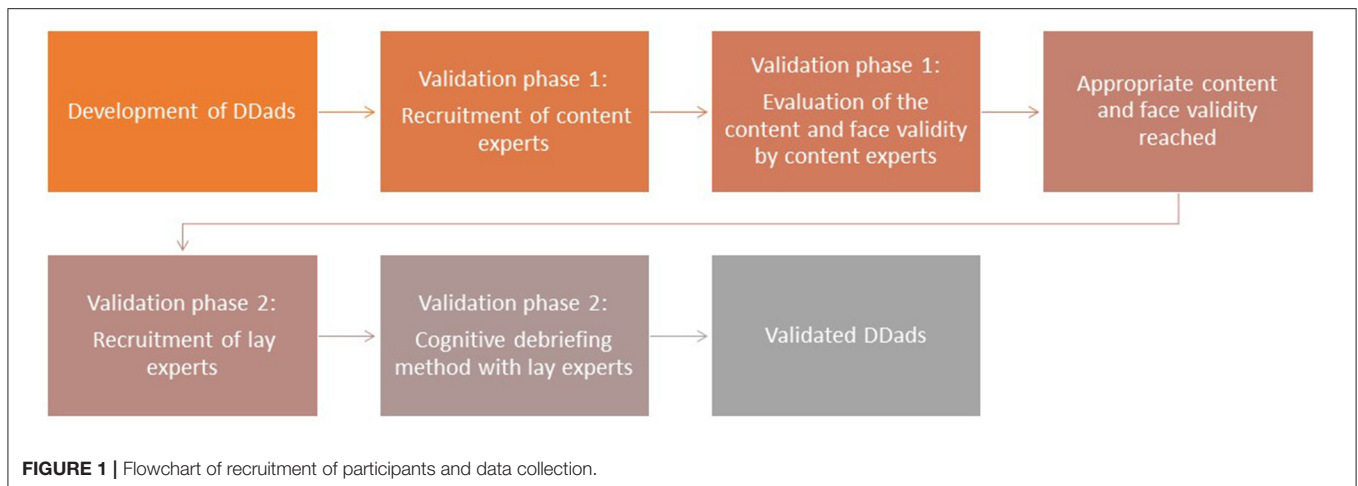 Development of DDads
Validation phase 1:
Recruitment of content
experts
Validation phase 1:
Evaluation of the
content and face validity
by content experts
Appropriate content
and face validity
reached
Validation phase 2:
Recruitment of lay
experts
Validation phase 2:
Cognitive debriefing
method with lay experts
Validated DDads
FIGURE 1 | Flowchart of recruitment of participants and data collection.